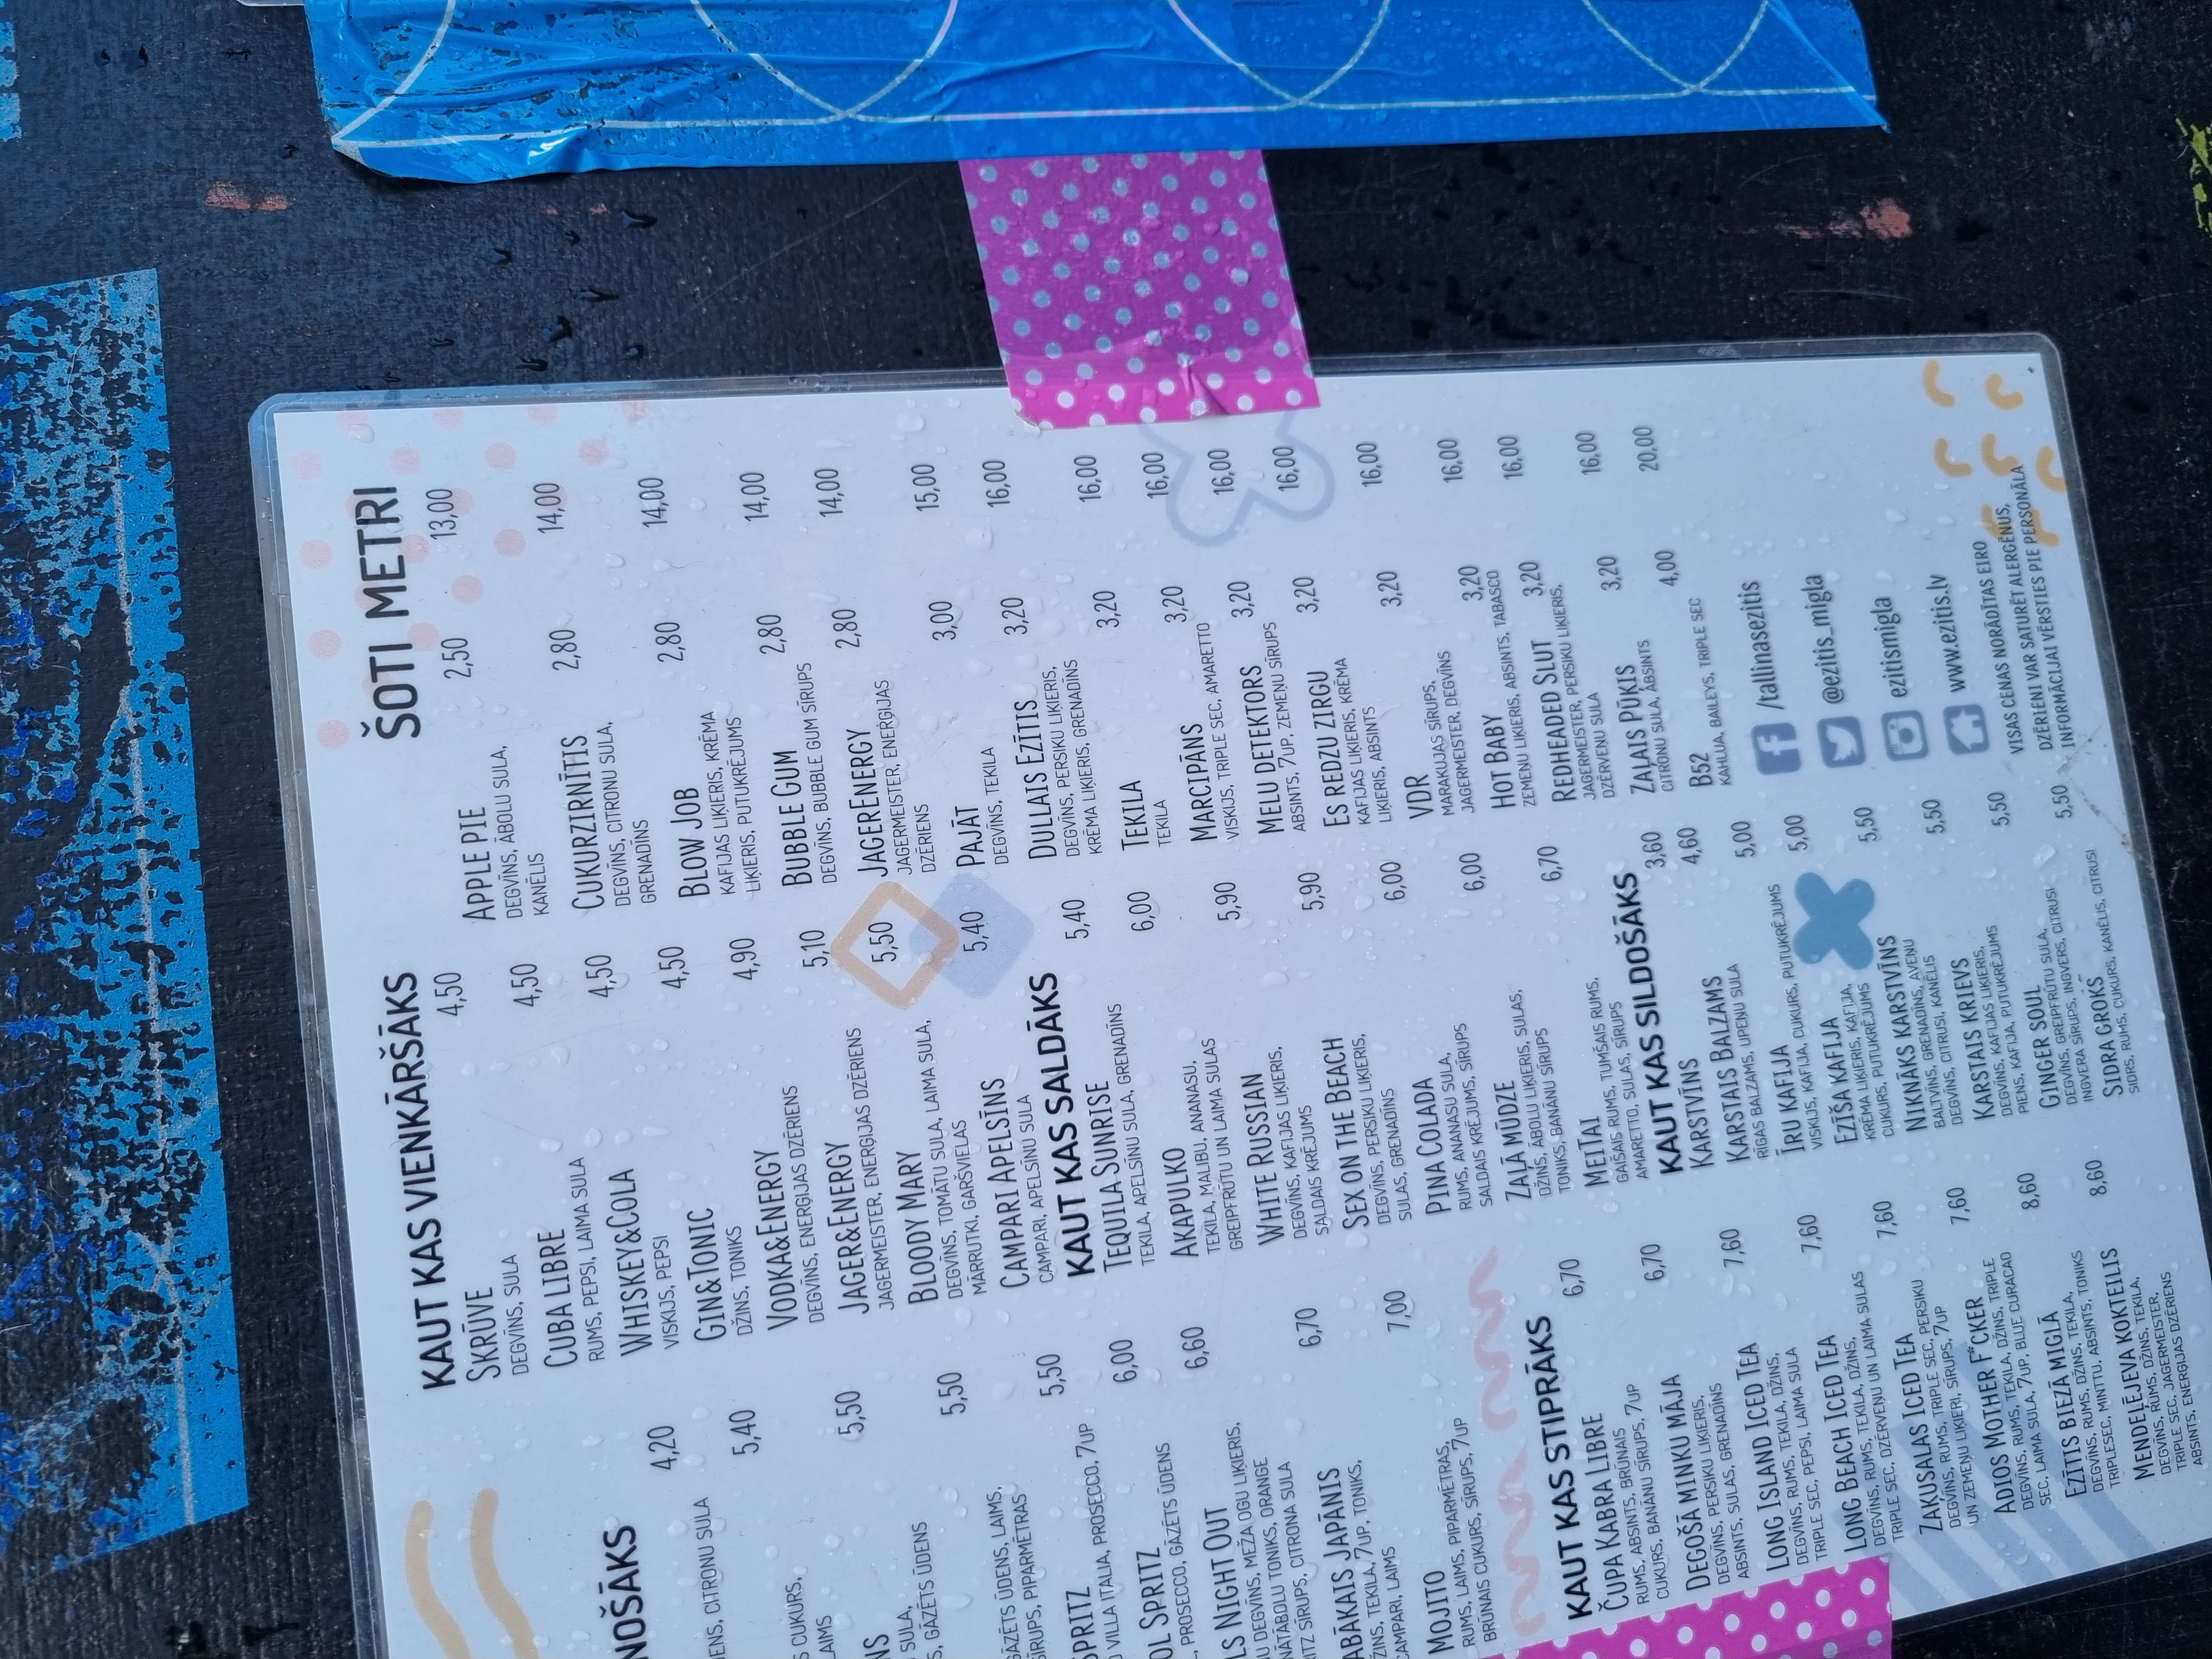 NOŠĀKS
4,20
CITRONU SULA
5,40
CUKURS,
LAIMS
5,50
SULA,
GĀZĒTS ŪDENS
5,50
GĀZĒTS ŪDENS, LAIMS,
SĪRUPS, PIPARMĒTRAS
5,50
SPRITZ
VILLA ITALIA, PROSECCO, 7UP
6,00
OL SPRITZ
PROSECCO, GĀZĒTS ŪDENS
6,60
LS NIGHT OUT
DEGVĪNS, MEŽA OGU LIĶIERIS,
NĀTĀBOLU TONIKS, ORANGE
RITZ SĪRUPS, CITRONA SULA
6,70
ABĀKAIS JAPĀNIS
ŽINS, TEKILA, 7UP, TONIKS,
CAMPARI, LAIMS
7,00
MOJITO
RUMS, LAIMS, PIPARMĒTRAS,
BRŪNAIS CUKURS, SĪRUPS, 7UP
KAUT KAS STIPRĀKS
ČUPA KABRA LIBRE 6,70
RUMS, ABSINTS, BRŪNAIS
CUKURS, BANĀNU SĪRUPS, 7UP
DEGOŠĀ MINKU MĀJA 6,70
DEGVĪNS, PERSIKU LIĶIERIS,
ABSINTS, SULAS, GRENADĪNS
LONG ISLAND ICED TEA 7,60
DEGVĪNS, RUMS, TEKILA, DŽINS,
TRIPLE SEC, PEPSI, LAIMA SULA
LONG BEACH ICED TEA 7,60
DEGVĪNS, RUMS, TEKILA, DŽINS,
TRIPLE SEC, DZĒRVEŅU UN LAIMA SULAS
ZAĶUSALAS ICED TEA 7,60
DEGVĪNS, RUMS, TRIPLE SEC, PERSIKU
UN ZEMEŅU LIĶIERI, SĪRUPS, 7UP
ADIOS MOTHER F*CKER 7,60
DEGVĪNS, RUMS, TEKILA, DŽINS, TRIPLE
SEC, LAIMA SULA, 7UP, BLUE CURACAO
EZĪTIS BIEZĀ MIGLĀ 8,60
DEGVĪNS, RUMS, DŽINS, TEKILA,
TRIPLESEC, MINTTU, ABSINTS, TONIKS
MENDEĻĒJEVA KOKTEILIS 8,60
DEGVĪNS, RUMS, DŽINS, TEKILA,
TRIPLE SEC, JAGERMEISTER,
ABSINTS, ENERĢIJAS DZĒRIENS
KAUT KAS VIENKĀRŠĀKS
SKRŪVE 4,50
DEGVĪNS, SULA
CUBA LIBRE 4,50
RUMS, PEPSI, LAIMA SULA
WHISKEY&COLA 4,50
VISKIJS, PEPSI
GIN&TONIC 4,50
DŽINS, TONIKS
VODKA&ENERGY 4,90
DEGVĪNS, ENERĢIJAS DZĒRIENS
JAGER&ENERGY 5,10
JAGERMEISTER, ENERĢIJAS DZĒRIENS
BLOODY MARY 5,50
DEGVĪNS, TOMĀTU SULA, LAIMA SULA,
MĀRRUTKI, GARŠVIELAS
CAMPARI APELSĪNS 5,40
CAMPARI, APELSĪNU SULA
KAUT KAS SALDĀKS
TEQUILA SUNRISE 5,40
TEKILA, APELSĪNU SULA, GRENADĪNS
AKAPULKO 6,00
TEKILA, MALIBU, ANANASU,
GREIPFRŪTU UN LAIMA SULAS
WHITE RUSSIAN 5,90
DEGVĪNS, KAFIJAS LIĶIERIS,
SALDAIS KRĒJUMS
SEX ON THE BEACH 5,90
DEGVĪNS, PERSIKU LIĶIERIS,
SULAS, GRENADĪNS
PINA COLADA 6,00
RUMS, ANANASU SULA,
SALDAIS KRĒJUMS, SĪRUPS
ZAĻĀ MŪDZE 6,00
DŽINS, ĀBOLU LIĶIERIS, SULAS,
TONIKS, BANĀNU SĪRUPS
MEITAI 6,70
GAIŠAIS RUMS, TUMŠAIS RUMS,
AMARETTO, SULAS, SĪRUPS
KAUT KAS SILDOŠĀKS
KARSTVĪNS 3,60
KARSTAIS BALZAMS 4,60
RĪGAS BALZAMS, UPEŅU SULA
ĪRU KAFIJA 5,00
VISKIJS, KAFIJA, CUKURS, PUTUKRĒJUMS
EZĪŠA KAFIJA 5,00
KRĒMA LIĶIERIS, KAFIJA,
CUKURS, PUTUKRĒJUMS
NIKNĀKS KARSTVĪNS 5,50
BALTVĪNS, GRENADĪNS, AVEŅU
DEGVĪNS, CITRUSI, KANĒLIS
KARSTAIS KRIEVS 5,50
DEGVĪNS, KAFIJAS LIĶIERIS,
PIENS, KAFIJA, PUTUKRĒJUMS
GINGER SOUL 5,50
DEGVĪNS, GREIPFRŪTU SULA,
INGVERA SĪRUPS, INGVERS, CITRUSI
SIDRA GROKS 5,50
SIDRS, RUMS, CUKURS, KANĒLIS, CITRUSI
ŠOTI METRI
APPLE PIE 2,50 13,00
DEGVĪNS, ĀBOLU SULA,
KANĒLIS
CUKURZIRNĪTIS 2,80 14,00
DEGVĪNS, CITRONU SULA,
GRENADĪNS
BLOW JOB 2,80 14,00
KAFIJAS LIĶIERIS, KRĒMA
LIĶIERIS, PUTUKRĒJUMS
BUBBLE GUM 2,80 14,00
DEGVĪNS, BUBBLE GUM SĪRUPS
JAGERENERGY 2,80 14,00
JAGERMEISTER, ENERĢIJAS
DZĒRIENS
PAJĀT 3,00 15,00
DEGVĪNS, TEKILA
DULLAIS EZĪTIS 3,20 16,00
DEGVĪNS, PERSIKU LIĶIERIS,
KRĒMA LIĶIERIS, GRENADĪNS
TEKILA 3,20 16,00
TEKILA
MARCIPĀNS 3,20 16,00
VISKIJS, TRIPLE SEC, AMARETTO
MELU DETEKTORS 3,20 16,00
ABSINTS, 7UP, ZEMEŅU SĪRUPS
ES REDZU ZIRGU 3,20 16,00
KAFIJAS LIĶIERIS, KRĒMA
LIĶIERIS, ABSINTS
VDR 3,20 16,00
MARAKUJAS SĪRUPS,
JAGERMEISTER, DEGVĪNS
HOT BABY 3,20 16,00
ZEMEŅU LIĶIERIS, ABSINTS, TABASCO
REDHEADED SLUT 3,20 16,00
JAGERMEISTER, PERSIKU LIĶIERIS,
DZĒRVEŅU SULA
ZAĻAIS PŪĶIS 3,20 16,00
CITRONU SULA, ABSINTS
B52 4,00 20,00
KAHLUA, BAILEYS, TRIPLE SEC
/tallinasezitis
@ezitis_migla
ezitismigla
www.ezitis.lv
VISAS CENAS NORĀDĪTAS EIRO
DZĒRIENI VAR SATURĒT ALERGĒNUS,
INFORMĀCIJAI VĒRSTIES PIE PERSONĀLA